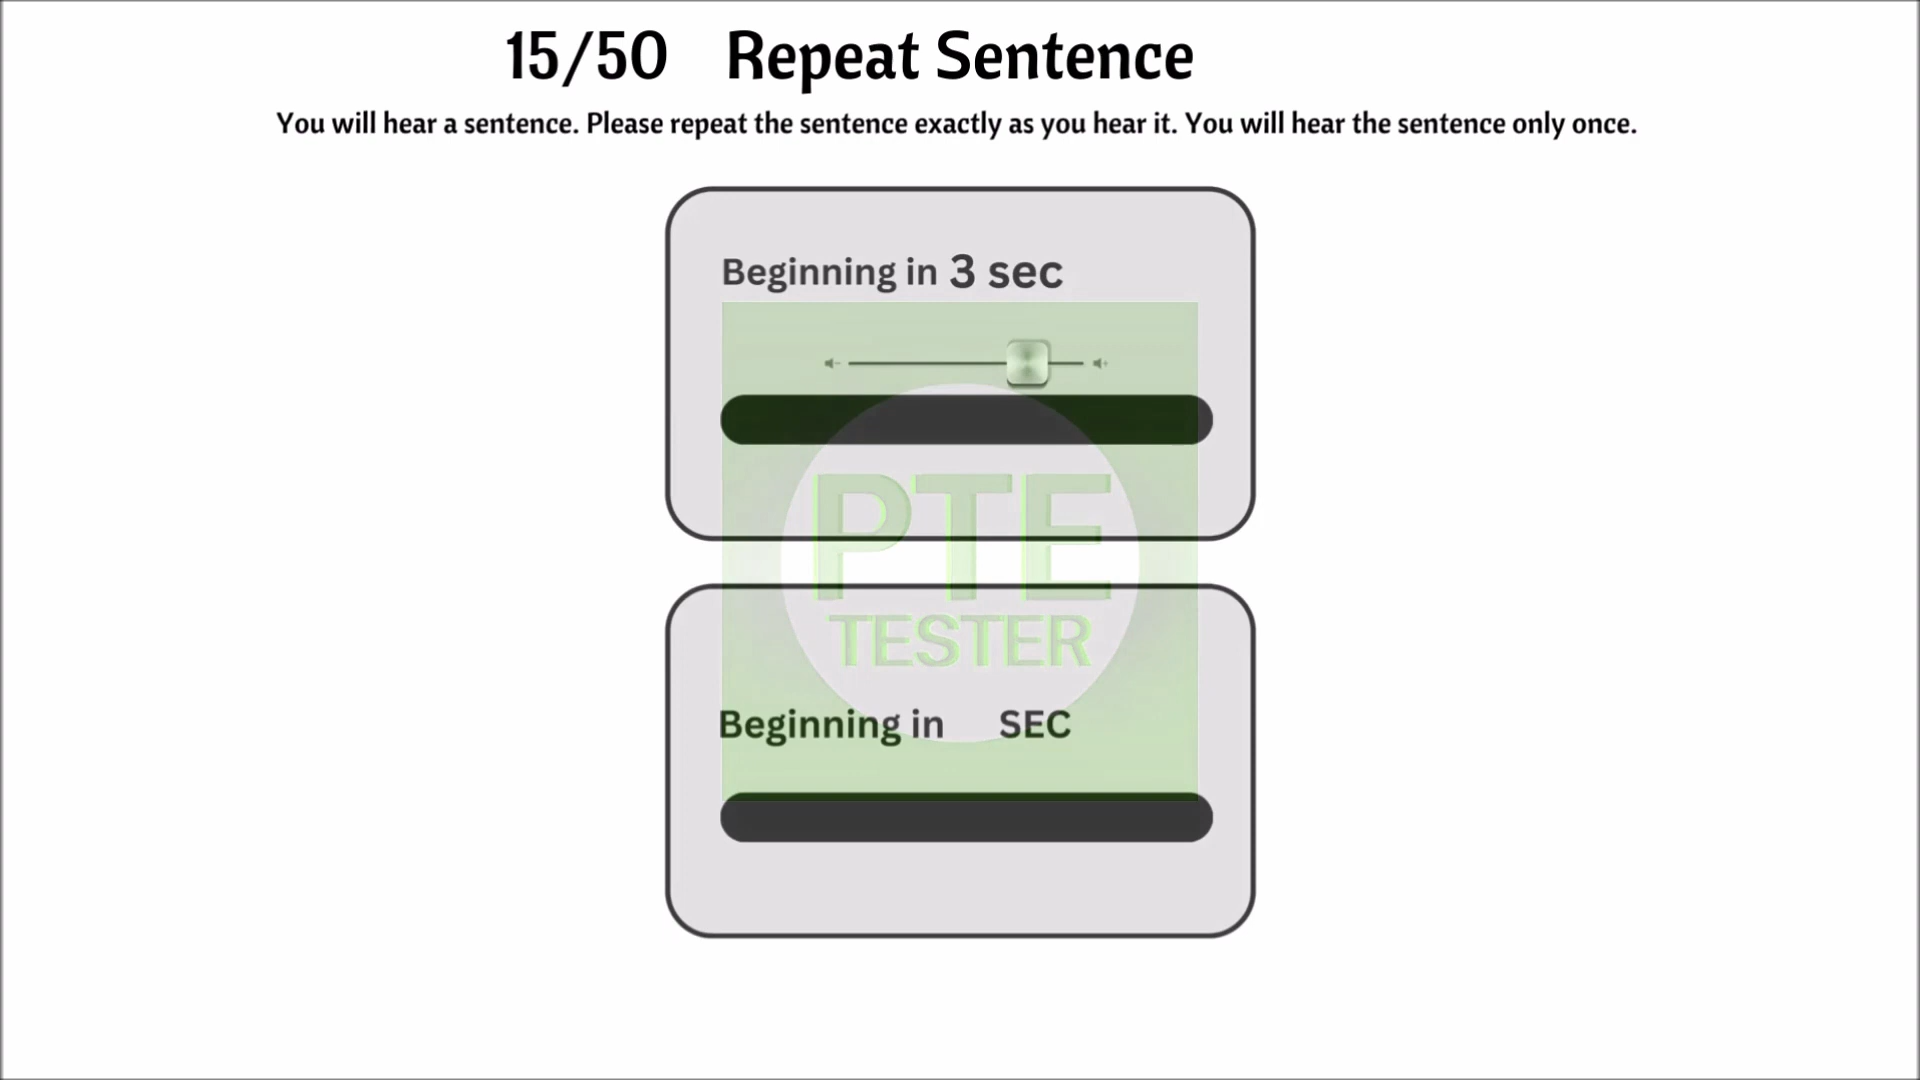 15/50 Repeat Sentence
You will hear a sentence. Please repeat the sentence exactly as you hear it. You will hear the sentence only once.
Beginning in 3 sec
PTE
TESTER
Beginning in SEC